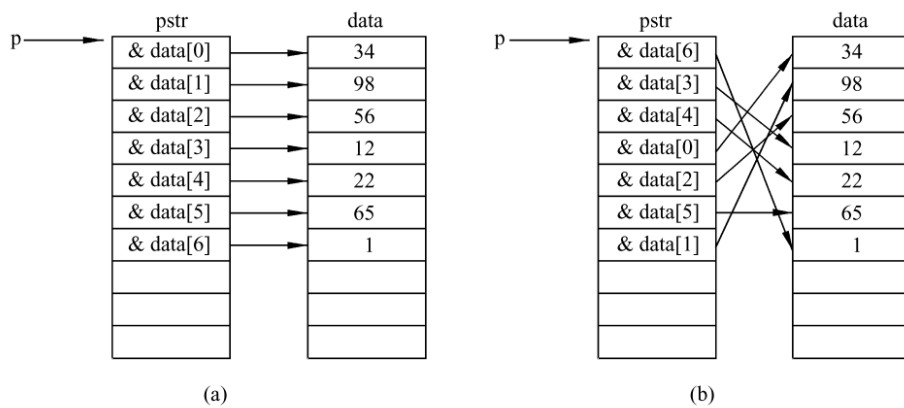 pstr data
p
& data[0] 34
& data[1] 98
& data[2] 56
& data[3] 12
& data[4] 22
& data[5] 65
& data[6] 1
(a)
pstr data
p
& data[6] 34
& data[3] 98
& data[4] 56
& data[0] 12
& data[2] 22
& data[5] 65
& data[1] 1
(b)